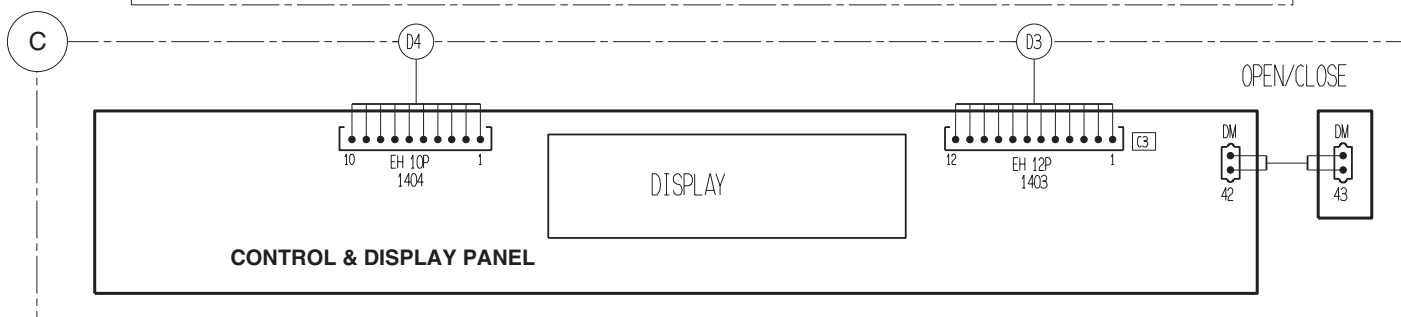 C
D4
D3
OPEN/CLOSE
10
1
EH 10P
1404
12
1
EH 12P
1403
C3
DM
42
DM
43
DISPLAY
CONTROL & DISPLAY PANEL